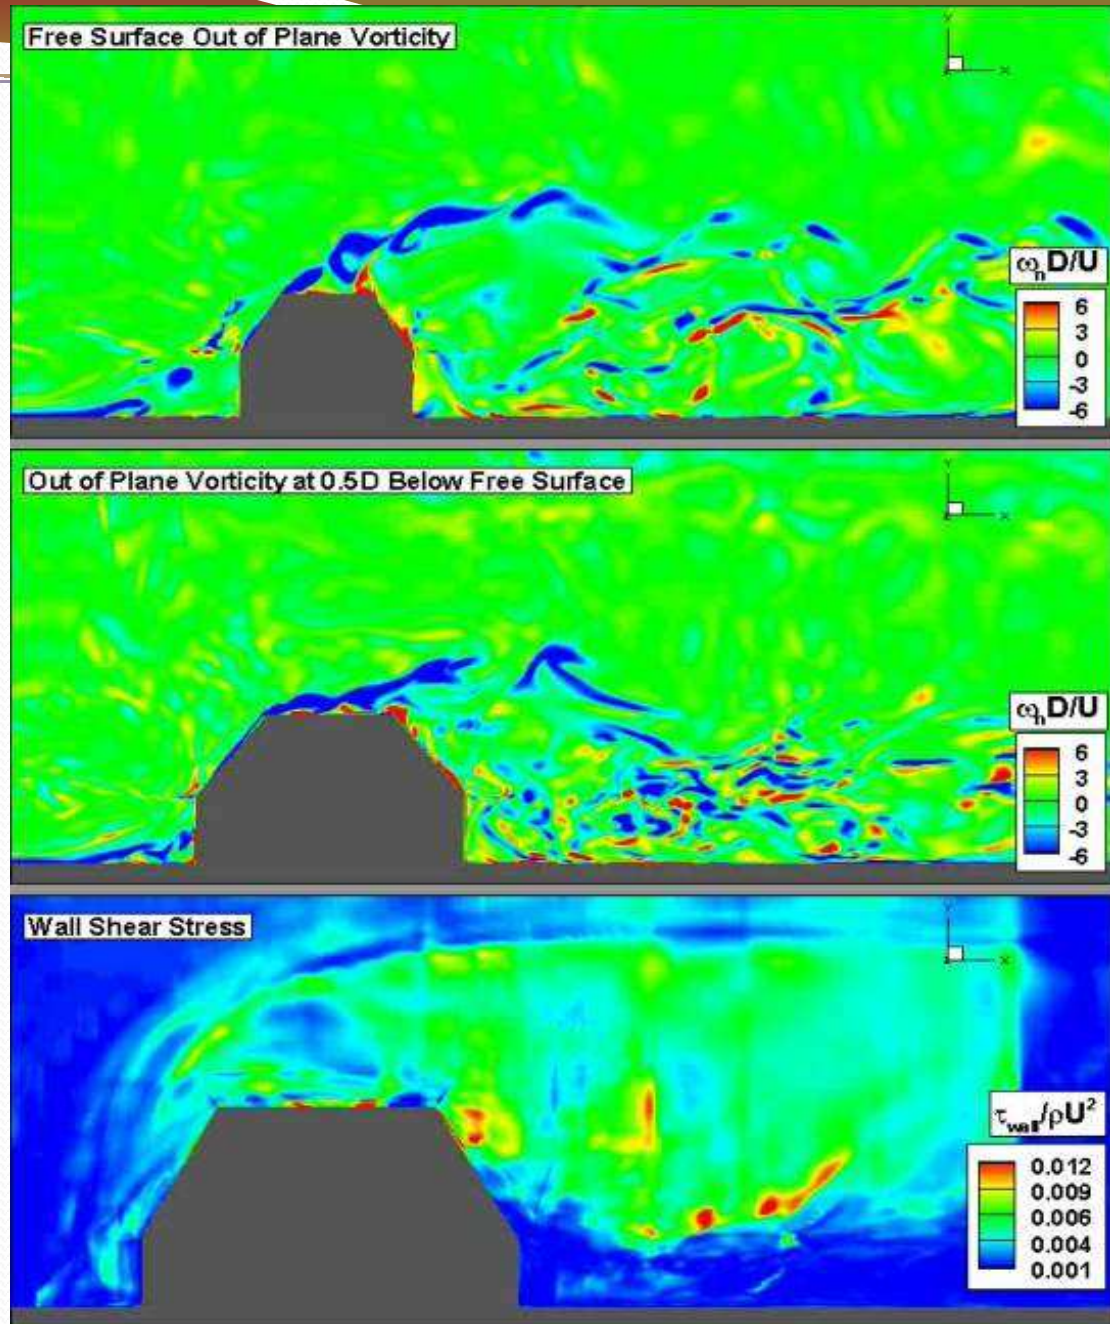 Free Surface Out of Plane Vorticity
Y
X
ωₙD/U
6
3
0
-3
-6
Out of Plane Vorticity at 0.5D Below Free Surface
Y
X
ωₙD/U
6
3
0
-3
-6
Wall Shear Stress
Y
X
τwall/ρU²
0.012
0.009
0.006
0.004
0.001